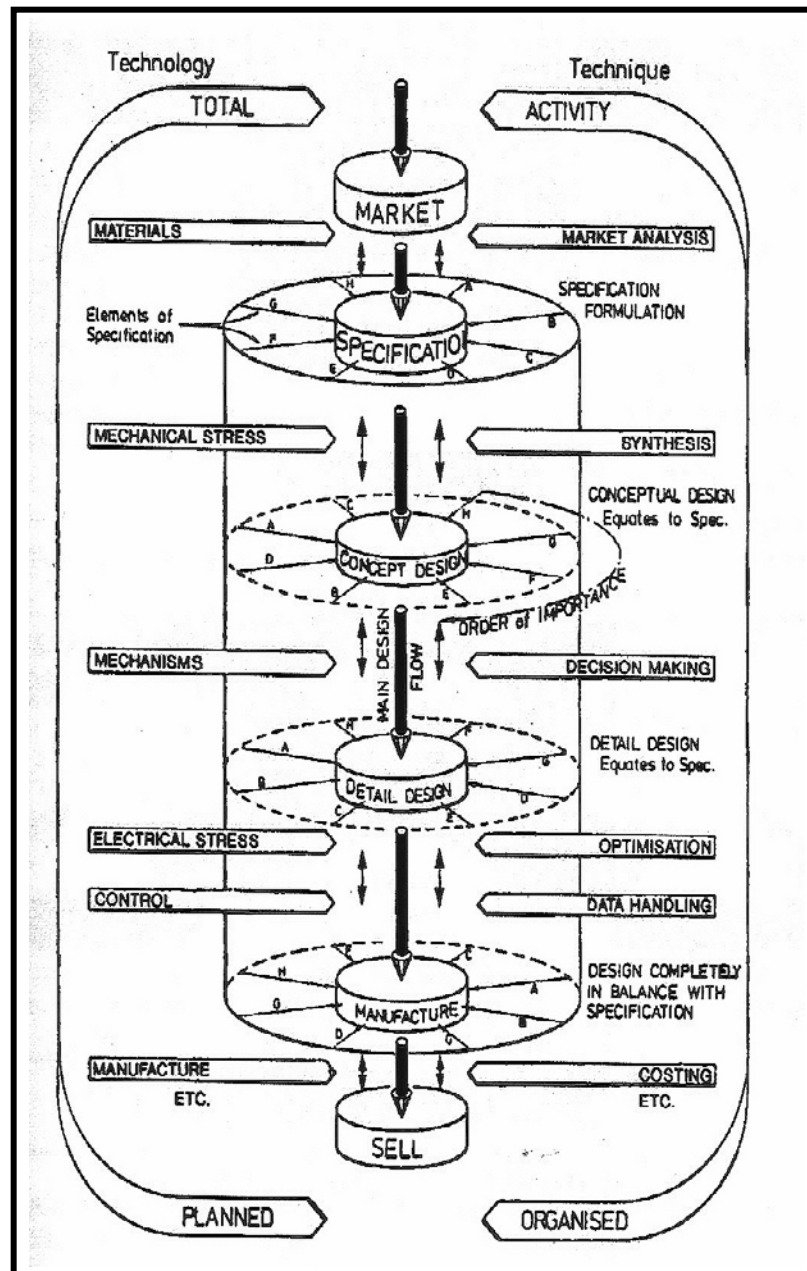 Technology
Technique
TOTAL
ACTIVITY
MARKET
MATERIALS
MARKET ANALYSIS
H
A
SPECIFICATION
FORMULATION
G
B
Elements of
Specification
SPECIFICATION
F
C
E
D
MECHANICAL STRESS
SYNTHESIS
CONCEPTUAL DESIGN
Equates to Spec.
C
H
A
G
CONCEPT DESIGN
D
F
B
E
ORDER of IMPORTANCE
MECHANISMS
MAIN DESIGN
FLOW
DECISION MAKING
DETAIL DESIGN
Equates to Spec.
H
F
A
G
DETAIL DESIGN
B
D
C
E
ELECTRICAL STRESS
OPTIMISATION
CONTROL
DATA HANDLING
C
DESIGN COMPLETELY
IN BALANCE WITH
SPECIFICATION
H
A
G
MANUFACTURE
B
D
MANUFACTURE
COSTING
ETC.
ETC.
SELL
PLANNED
ORGANISED